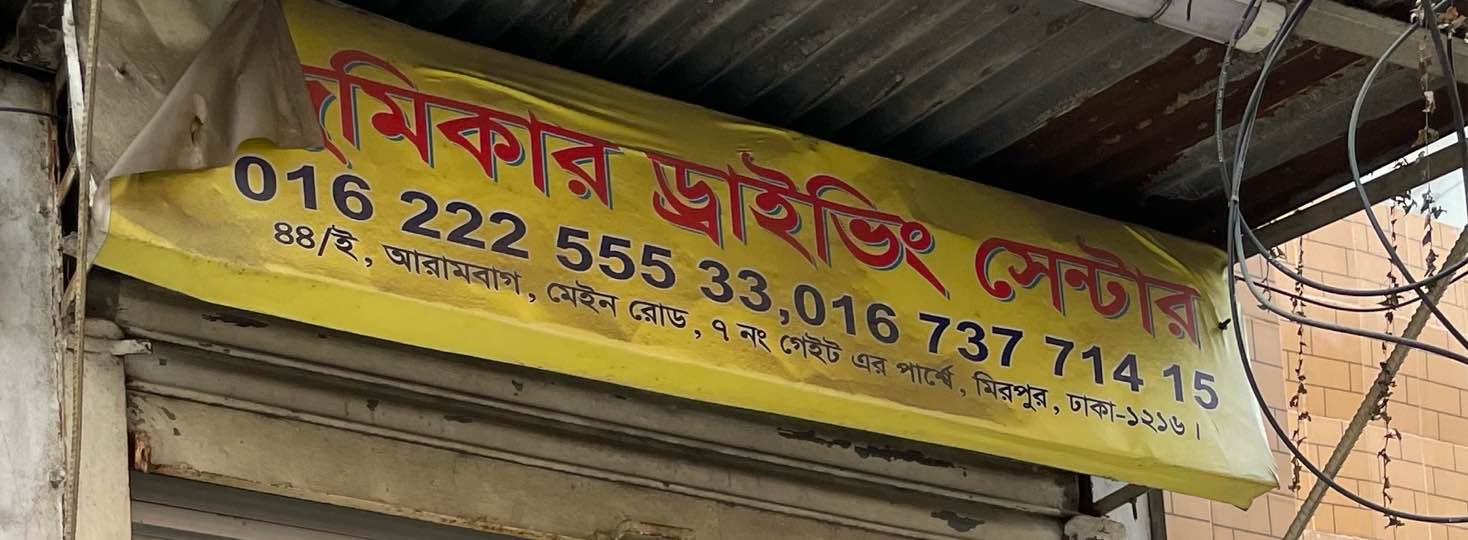 মিকার ড্রাইভিং সেন্টার
016 222 555 33,016 737 714 15
৪৪/ই, আরামবাগ, মেইন রোড, ৭ নং গেইট এর পার্শ্বে, মিরপুর, ঢাকা-১২১৬।